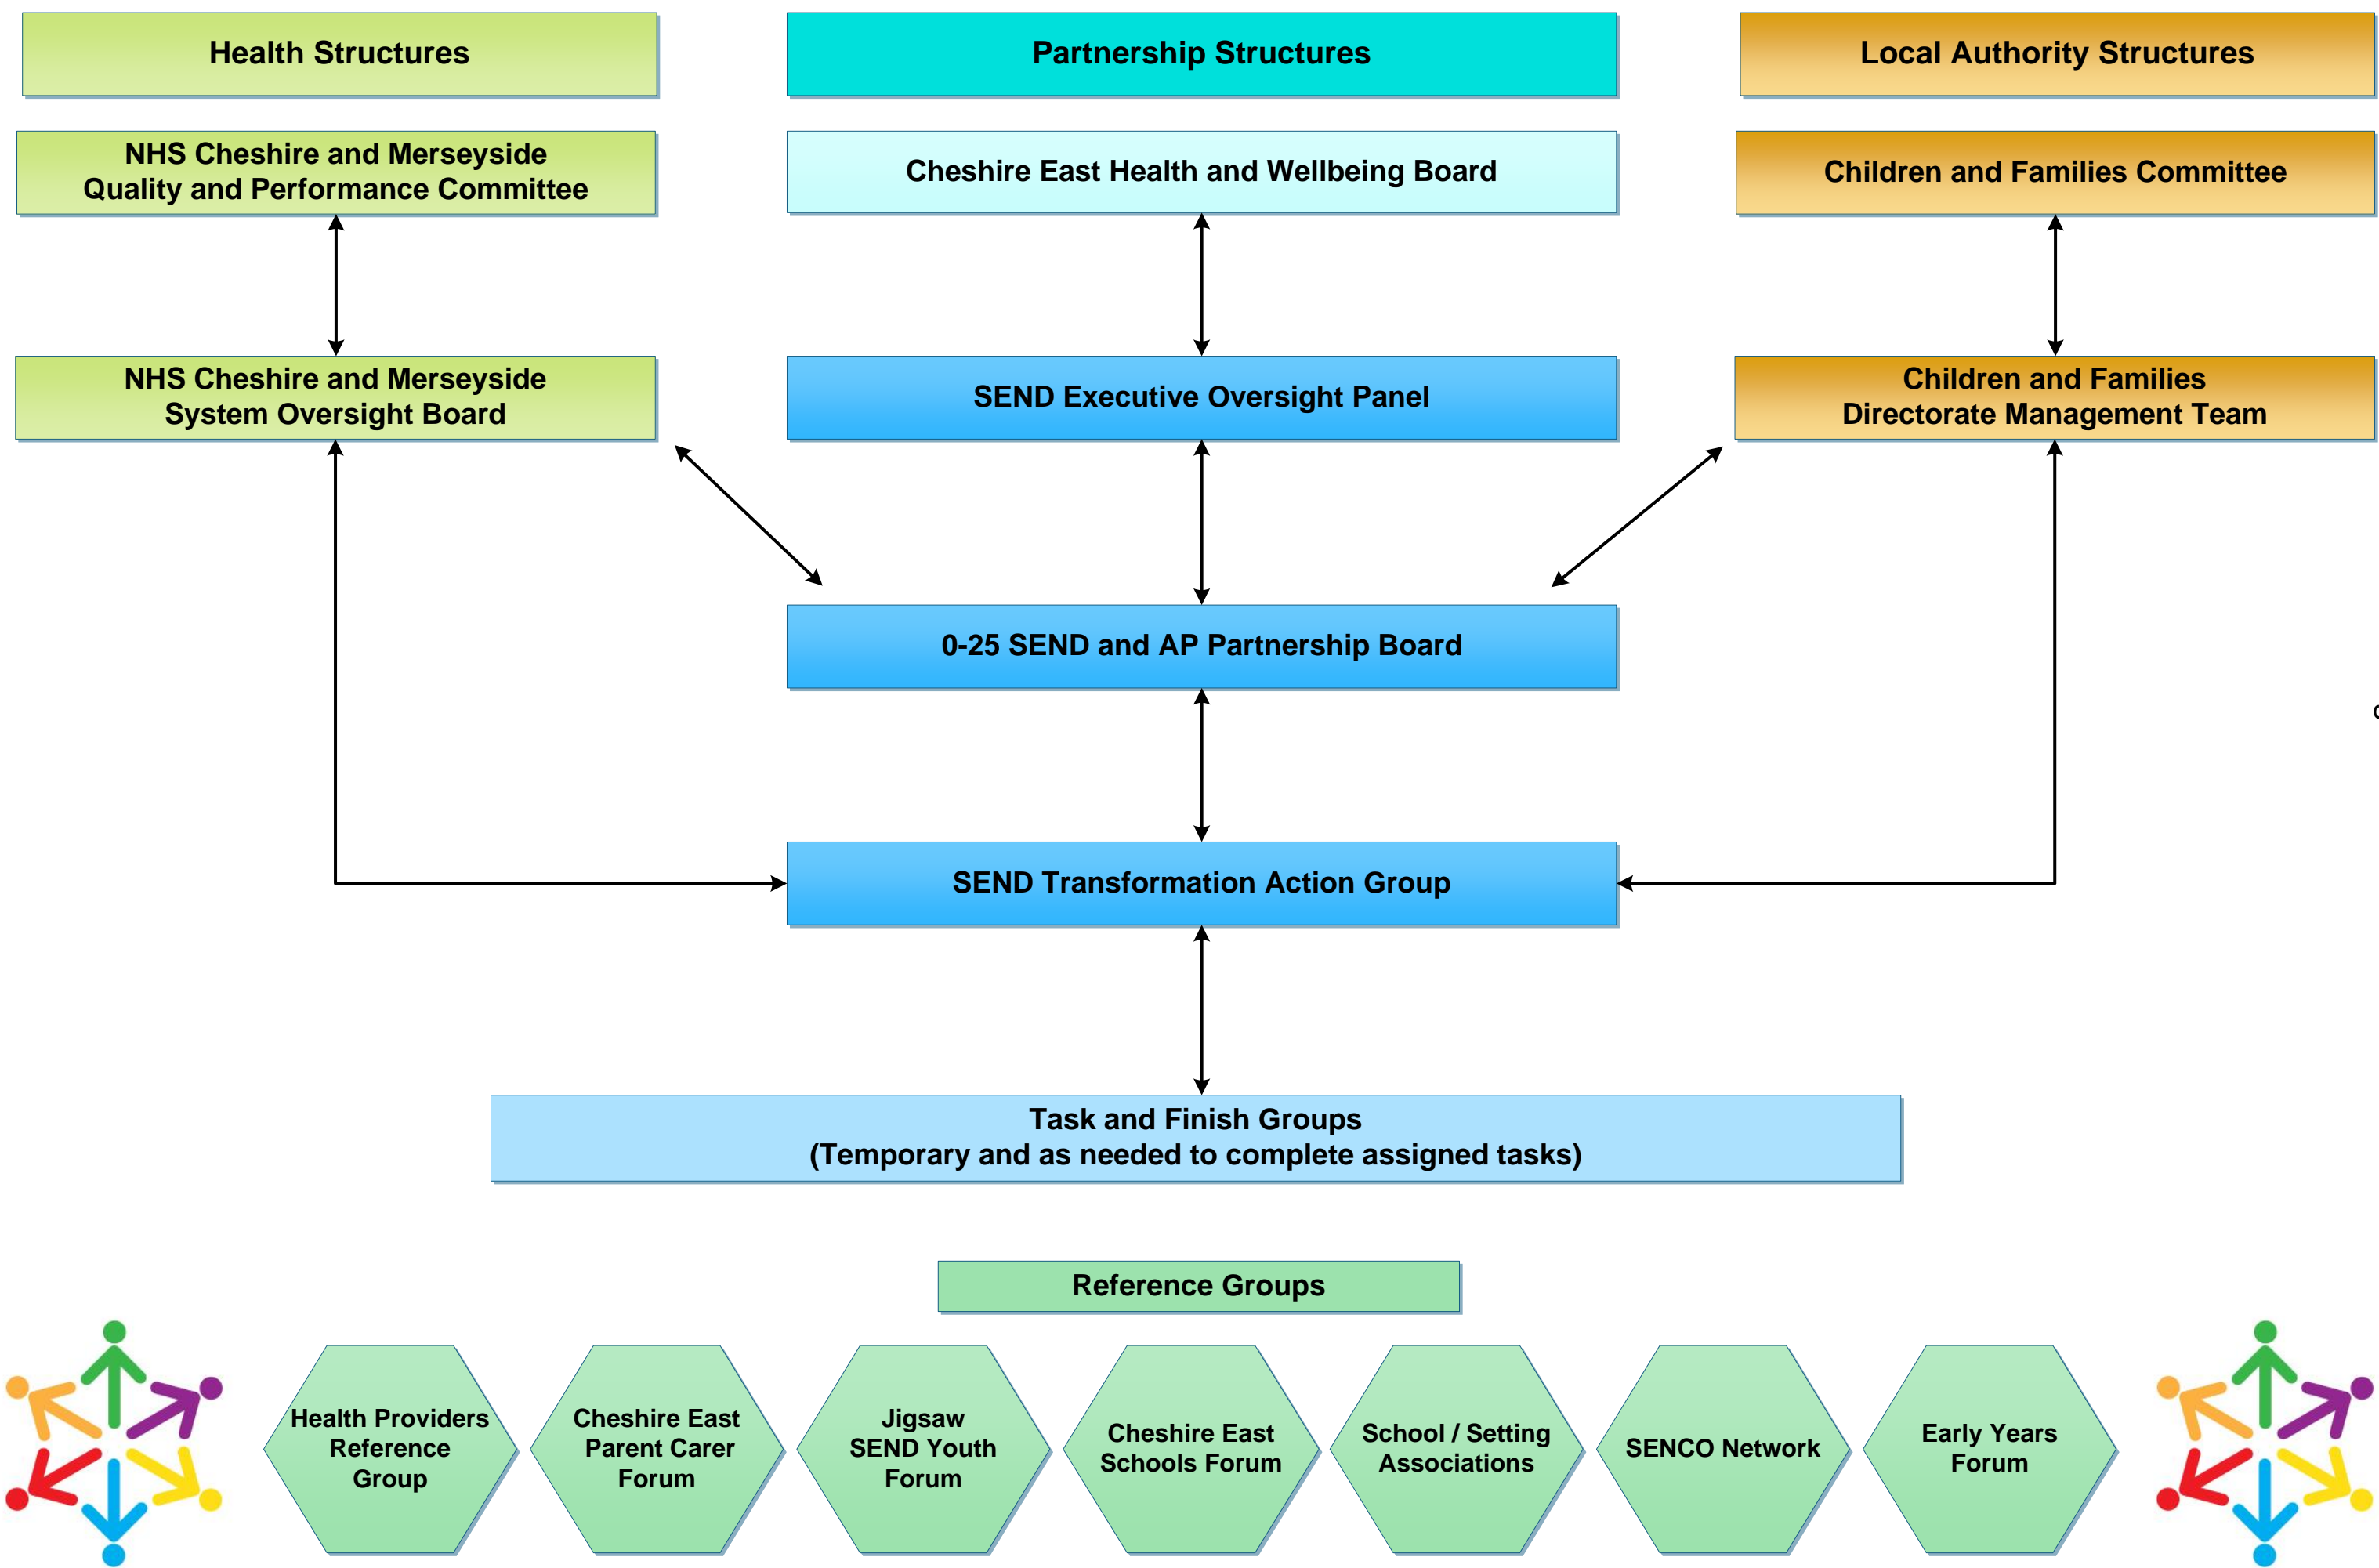 Health Structures
Partnership Structures
Local Authority Structures
NHS Cheshire and Merseyside
Quality and Performance Committee
Cheshire East Health and Wellbeing Board
Children and Families Committee
NHS Cheshire and Merseyside
System Oversight Board
SEND Executive Oversight Panel
Children and Families
Directorate Management Team
0-25 SEND and AP Partnership Board
SEND Transformation Action Group
Task and Finish Groups
(Temporary and as needed to complete assigned tasks)
Reference Groups
Health Providers
Reference
Group
Cheshire East
Parent Carer
Forum
Jigsaw
SEND Youth
Forum
Cheshire East
Schools Forum
School / Setting
Associations
SENCO Network
Early Years
Forum